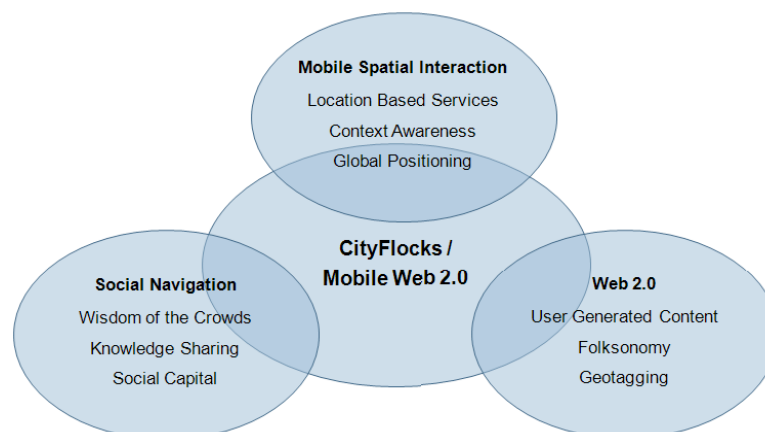 Mobile Spatial Interaction
Location Based Services
Context Awareness
Global Positioning
CityFlocks /
Mobile Web 2.0
Social Navigation
Wisdom of the Crowds
Knowledge Sharing
Social Capital
Web 2.0
User Generated Content
Folksonomy
Geotagging